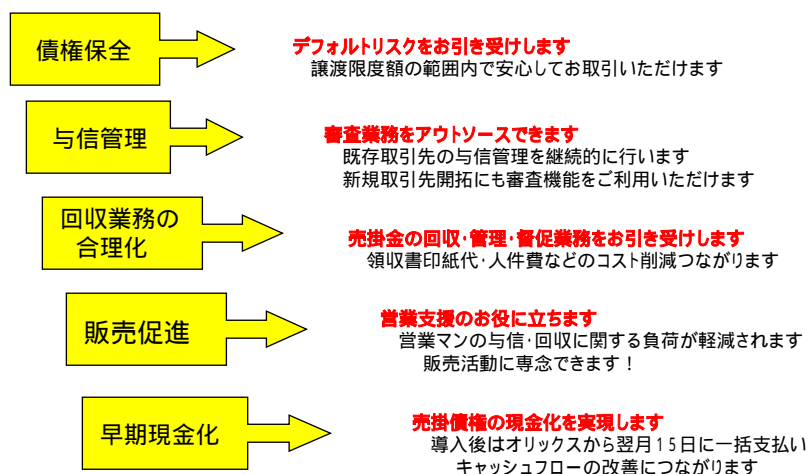 債権保全
デフォルトリスクをお引き受けします
譲渡限度額の範囲内で安心してお取引いただけます
与信管理
審査業務をアウトソースできます
既存取引先の与信管理を継続的に行います
新規取引先開拓にも審査機能をご利用いただけます
回収業務の
合理化
売掛金の回収・管理・督促業務をお引き受けします
領収書印紙代・人件費などのコスト削減つながります
販売促進
営業支援のお役に立ちます
営業マンの与信・回収に関する負荷が軽減されます
販売活動に専念できます！
早期現金化
売掛債権の現金化を実現します
導入後はオリックスから翌月15日に一括支払い
キャッシュフローの改善につながります